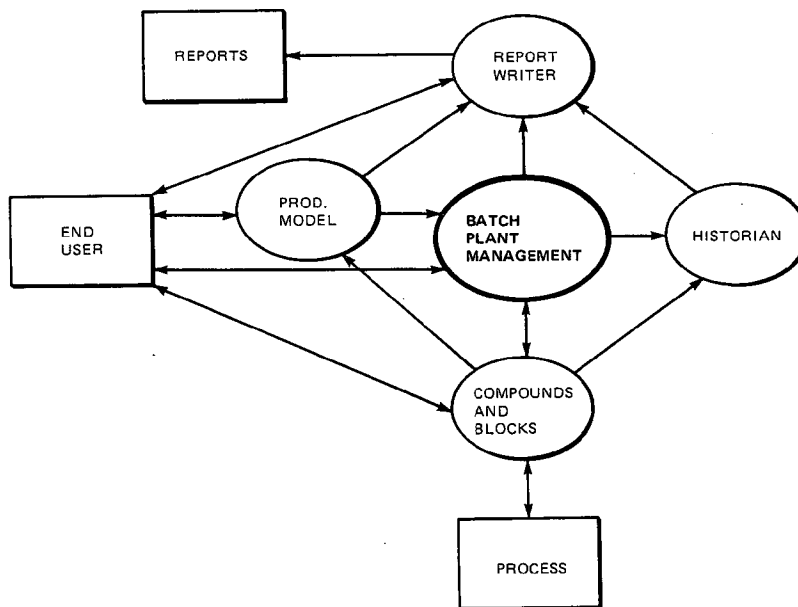 REPORTS
REPORT
WRITER
END
USER
PROD.
MODEL
BATCH
PLANT
MANAGEMENT
HISTORIAN
COMPOUNDS
AND
BLOCKS
PROCESS